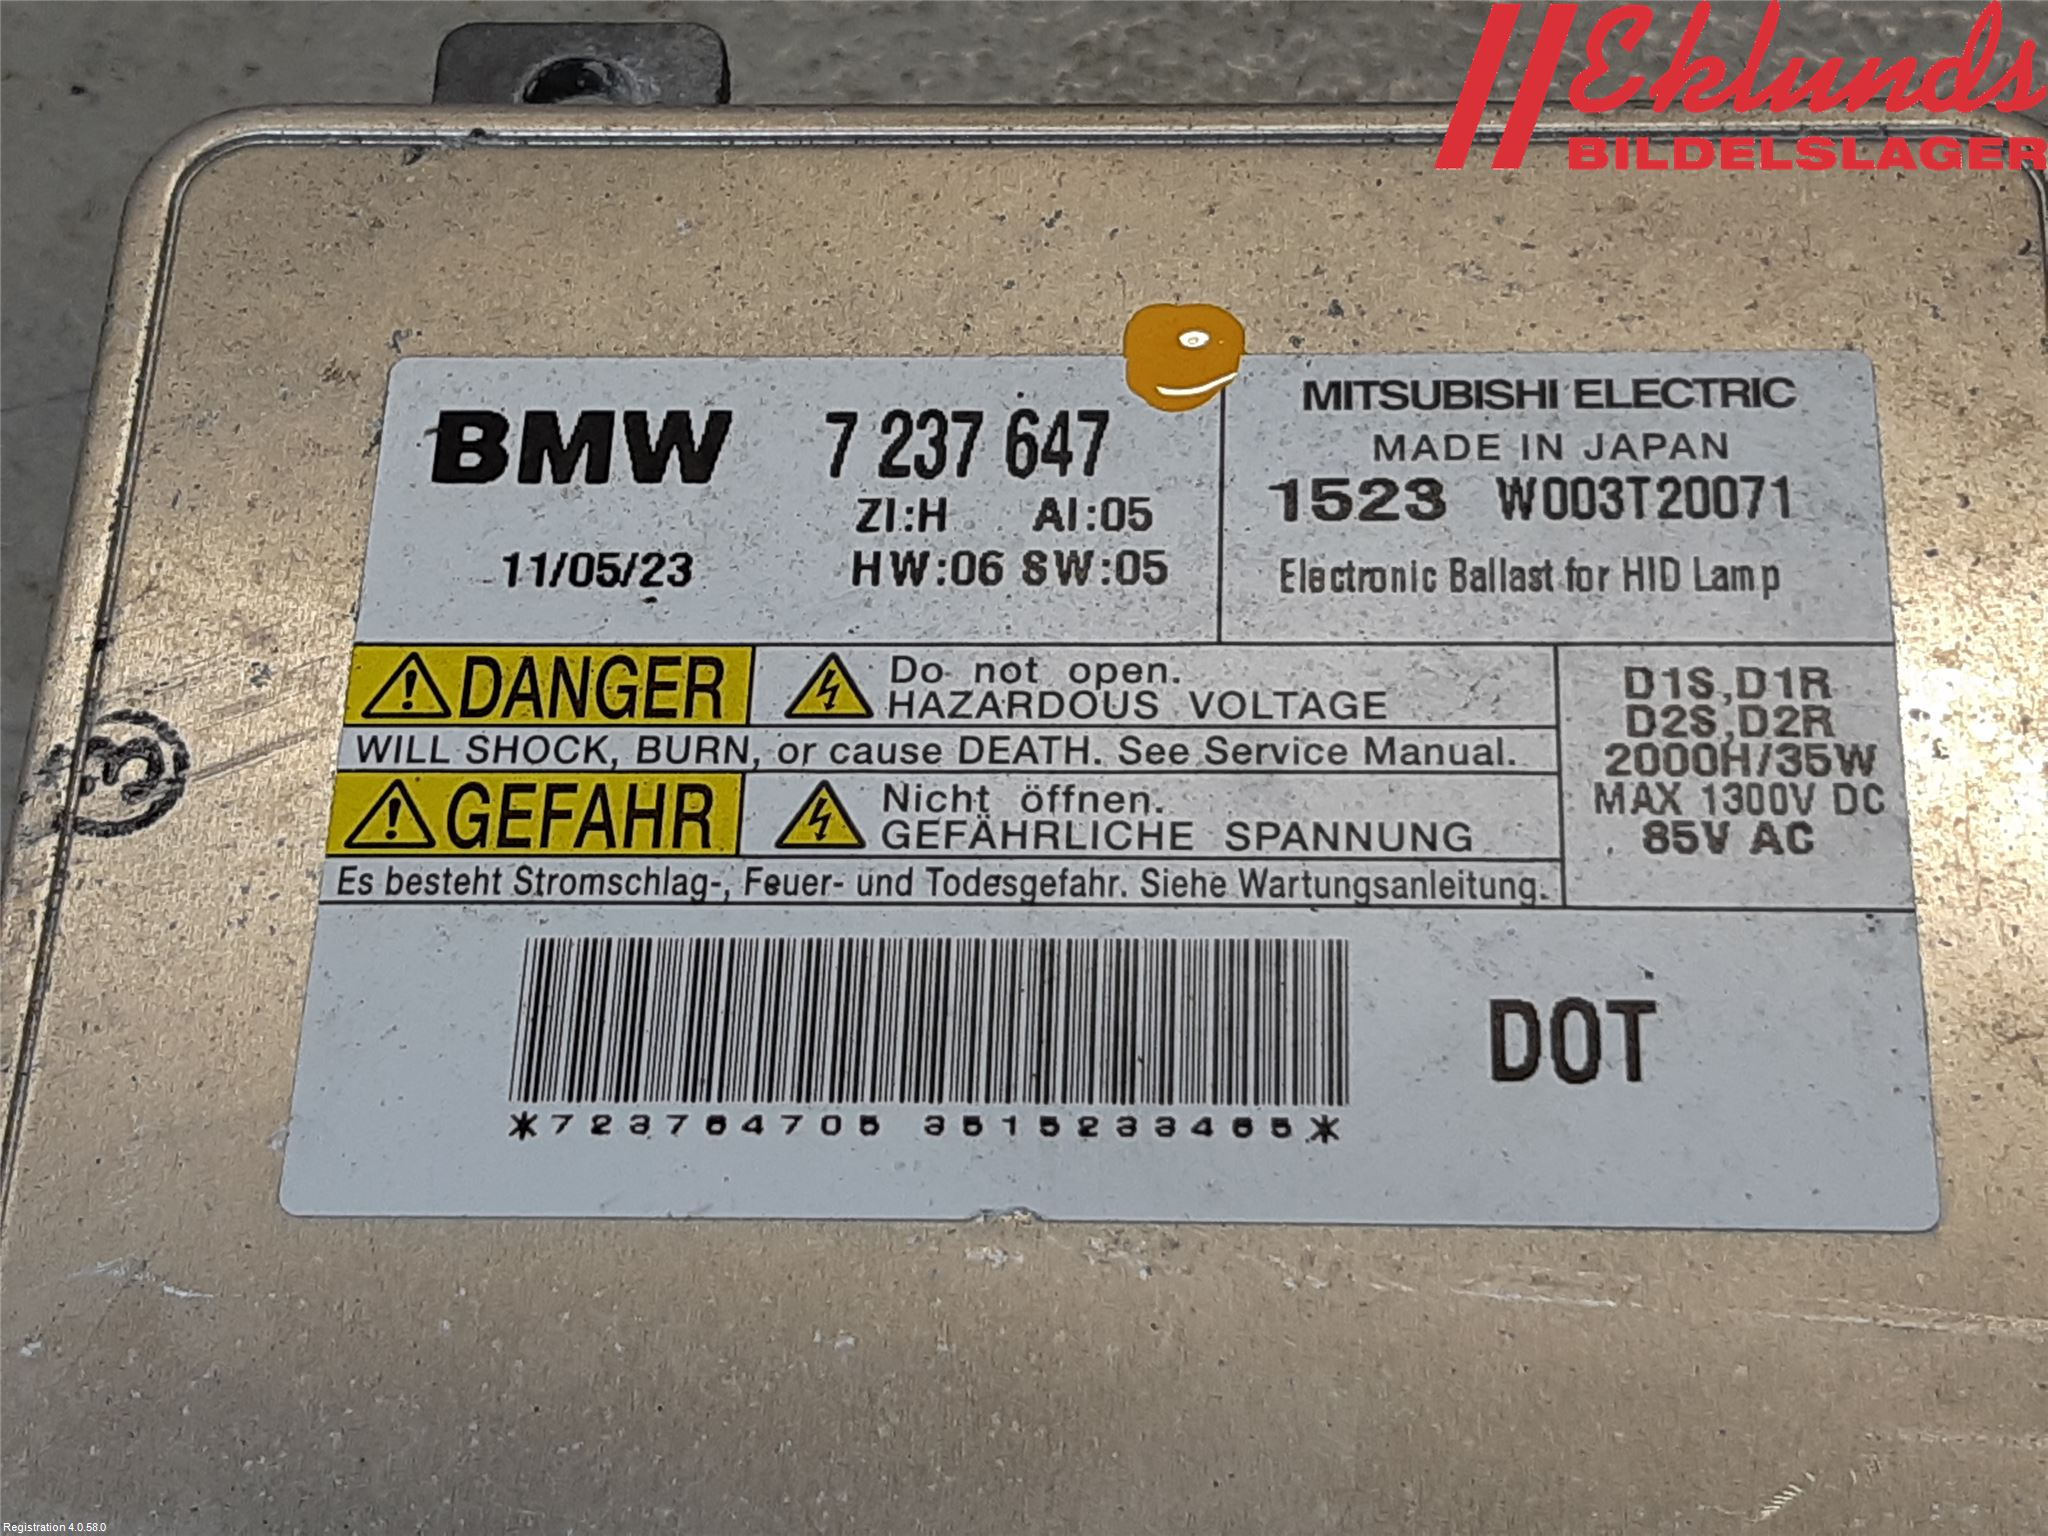 Eklunds
BILDELSLAGER
BMW 7 237 647
ZI:H AI:05
11/05/23 HW:06 SW:05
MITSUBISHI ELECTRIC
MADE IN JAPAN
1523 W003T20071
Electronic Ballast for HID Lamp
DANGER
Do not open.
HAZARDOUS VOLTAGE
WILL SHOCK, BURN, or cause DEATH. See Service Manual.
GEFAHR
Nicht öffnen.
GEFÄHRLICHE SPANNUNG
Es besteht Stromschlag-, Feuer- und Todesgefahr. Siehe Wartungsanleitung.
D1S,D1R
D2S,D2R
2000H/35W
MAX 1300V DC
85V AC
*723764705 3515233465*
DOT
3
Registration 4.0.58.0